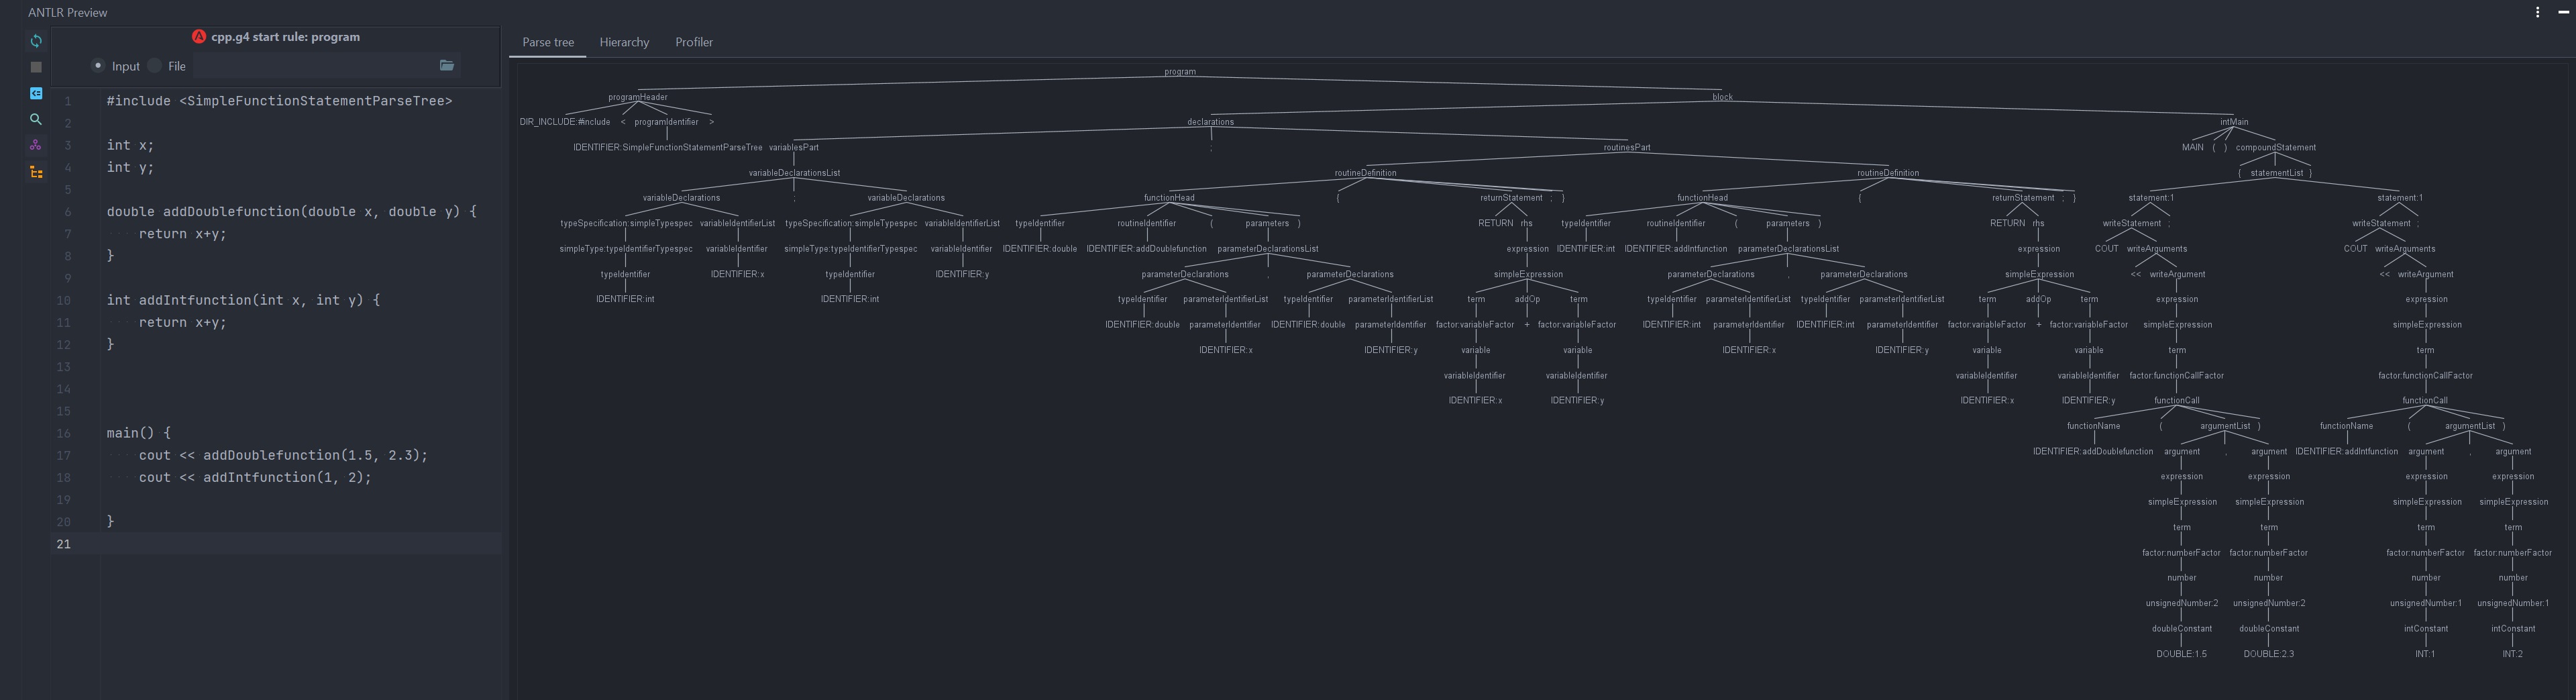 ANTLR Preview
cpp.g4 start rule: program
Input File
1 #include <SimpleFunctionStatementParseTree>
2
3 int x;
4 int y;
5
6 double addDoublefunction(double x, double y) {
7 return x+y;
8 }
9
10 int addIntfunction(int x, int y) {
11 return x+y;
12 }
13
14
15
16 main() {
17 cout << addDoublefunction(1.5, 2.3);
18 cout << addIntfunction(1, 2);
19
20 }
21
Parse tree Hierarchy Profiler
program
programHeader block
DIR_INCLUDE:#include < programIdentifier > declarations intMain
IDENTIFIER:SimpleFunctionStatementParseTree variablesPart ; routinesPart MAIN ( ) compoundStatement
variableDeclarationsList routineDefinition routineDefinition { statementList }
variableDeclarations ; variableDeclarations functionHead { returnStatement ; } functionHead { returnStatement ; } statement:1 statement:1
typeSpecification:simpleTypespec variableIdentifierList typeSpecification:simpleTypespec variableIdentifierList typeIdentifier routineIdentifier ( parameters ) RETURN rhs typeIdentifier routineIdentifier ( parameters ) RETURN rhs writeStatement ; writeStatement ;
simpleType:typeIdentifierTypespec variableIdentifier simpleType:typeIdentifierTypespec variableIdentifier IDENTIFIER:double IDENTIFIER:addDoublefunction parameterDeclarationsList expression IDENTIFIER:int IDENTIFIER:addIntfunction parameterDeclarationsList expression COUT writeArguments COUT writeArguments
typeIdentifier IDENTIFIER:x typeIdentifier IDENTIFIER:y parameterDeclarations , parameterDeclarations simpleExpression parameterDeclarations , parameterDeclarations simpleExpression << writeArgument << writeArgument
IDENTIFIER:int IDENTIFIER:int typeIdentifier parameterIdentifierList typeIdentifier parameterIdentifierList term addOp term typeIdentifier parameterIdentifierList typeIdentifier parameterIdentifierList term addOp term expression expression
IDENTIFIER:double parameterIdentifier IDENTIFIER:double parameterIdentifier factor:variableFactor + factor:variableFactor IDENTIFIER:int parameterIdentifier IDENTIFIER:int parameterIdentifier factor:variableFactor + factor:variableFactor simpleExpression simpleExpression
IDENTIFIER:x IDENTIFIER:y variable variable IDENTIFIER:x IDENTIFIER:y variable variable term term
variableIdentifier variableIdentifier variableIdentifier variableIdentifier factor:functionCallFactor factor:functionCallFactor
IDENTIFIER:x IDENTIFIER:y IDENTIFIER:x IDENTIFIER:y functionCall functionCall
functionName ( argumentList ) functionName ( argumentList )
IDENTIFIER:addDoublefunction argument , argument IDENTIFIER:addIntfunction argument , argument
expression expression expression expression
simpleExpression simpleExpression simpleExpression simpleExpression
term term term term
factor:numberFactor factor:numberFactor factor:numberFactor factor:numberFactor
number number number number
unsignedNumber:2 unsignedNumber:2 unsignedNumber:1 unsignedNumber:1
doubleConstant doubleConstant intConstant intConstant
DOUBLE:1.5 DOUBLE:2.3 INT:1 INT:2